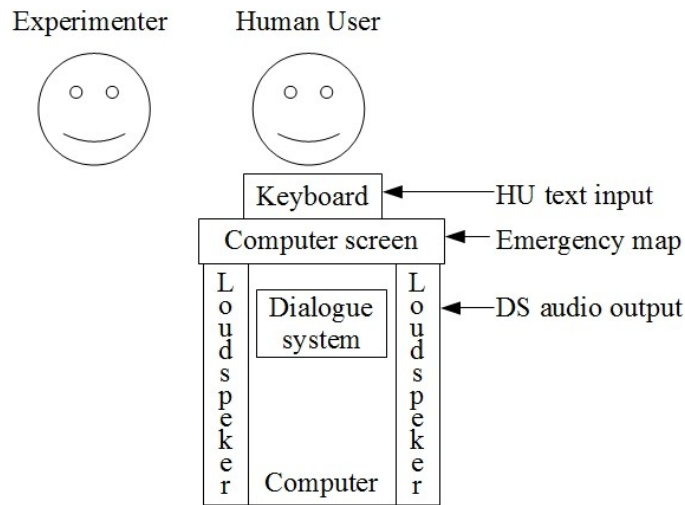 Experimenter
Human User
Keyboard
HU text input
Computer screen
Emergency map
Loudspeker
Loudspeker
DS audio output
Dialogue
system
Computer